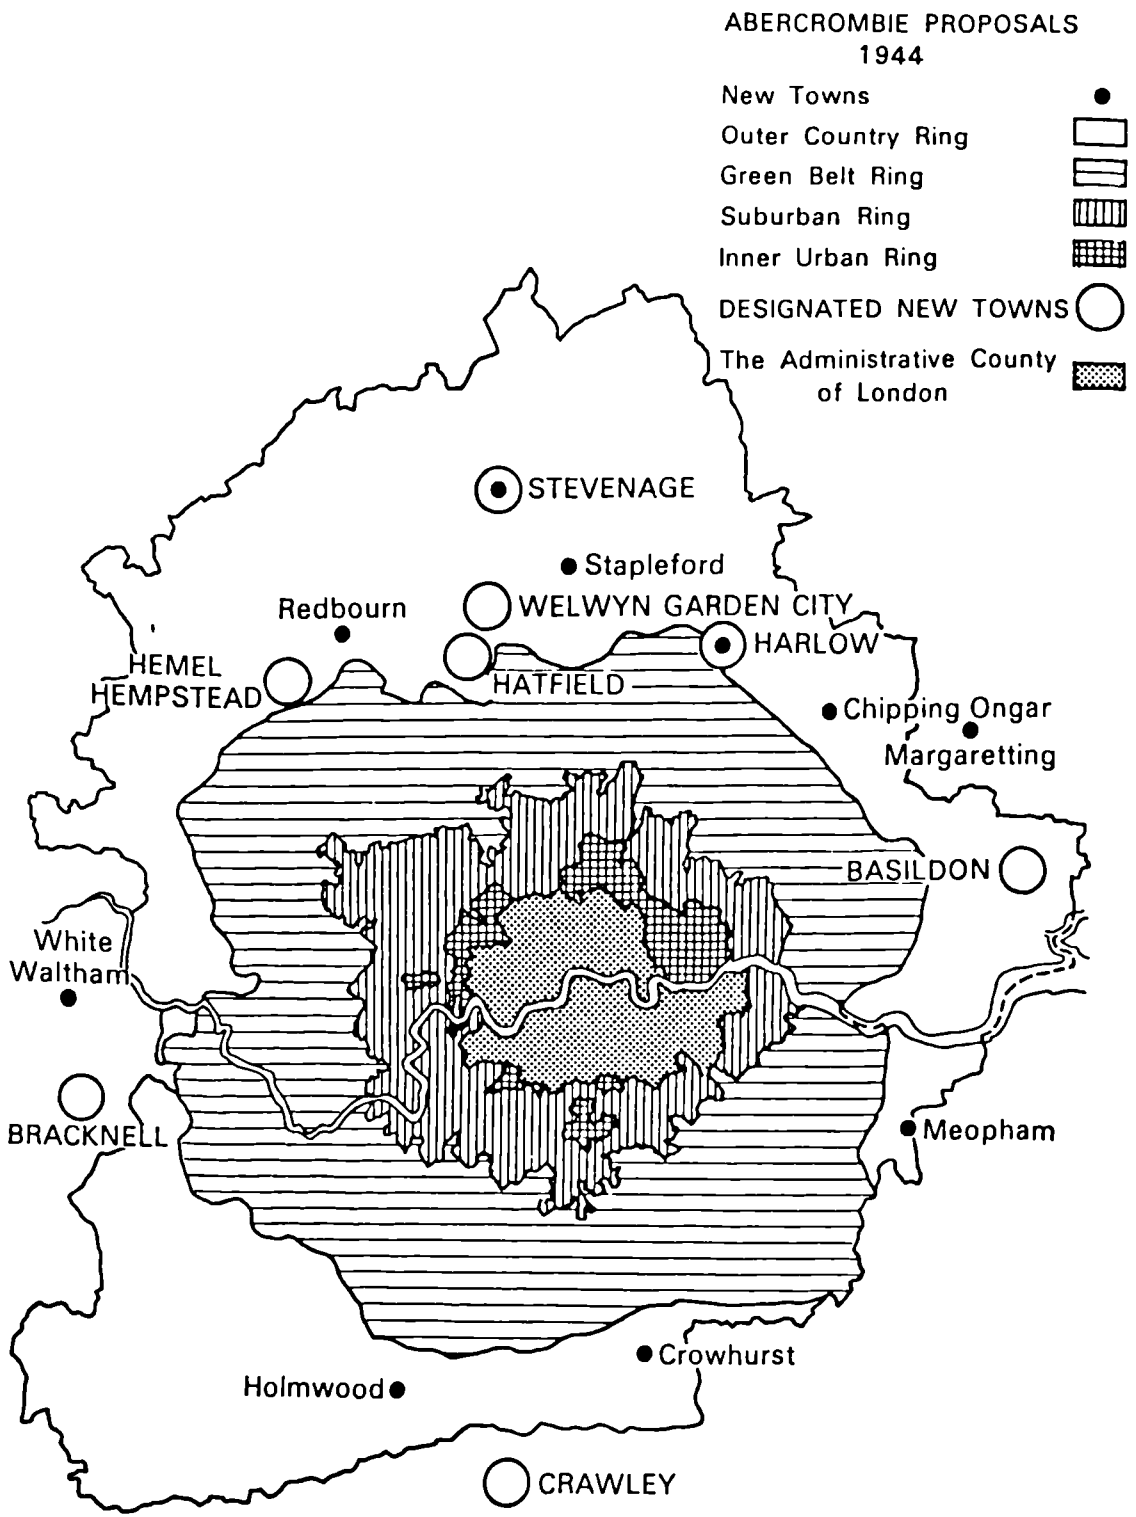 ABERCROMBIE PROPOSALS
1944
New Towns
Outer Country Ring
Green Belt Ring
Suburban Ring
Inner Urban Ring
DESIGNATED NEW TOWNS
The Administrative County
of London
STEVENAGE
Stapleford
Redbourn
WELWYN GARDEN CITY
HARLOW
HEMEL
HEMPSTEAD
HATFIELD
Chipping Ongar
Margaretting
BASILDON
White
Waltham
BRACKNELL
Meopham
Crowhurst
Holmwood
CRAWLEY